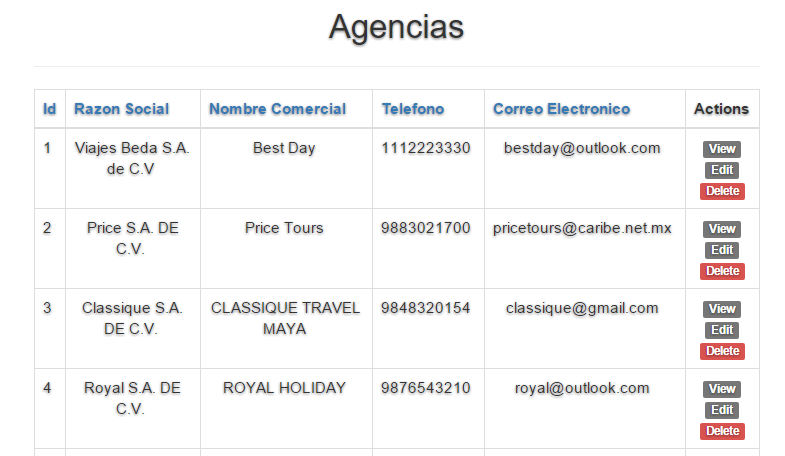 Agencias
Id Razon Social Nombre Comercial Telefono Correo Electronico Actions
1 Viajes Beda S.A. Best Day 1112223330 bestday@outlook.com View
de C.V Edit
Delete
2 Price S.A. DE Price Tours 9883021700 pricetours@caribe.net.mx View
C.V. Edit
Delete
3 Classique S.A. CLASSIQUE TRAVEL 9848320154 classique@gmail.com View
DE C.V. MAYA Edit
Delete
4 Royal S.A. DE ROYAL HOLIDAY 9876543210 royal@outlook.com View
C.V. Edit
Delete